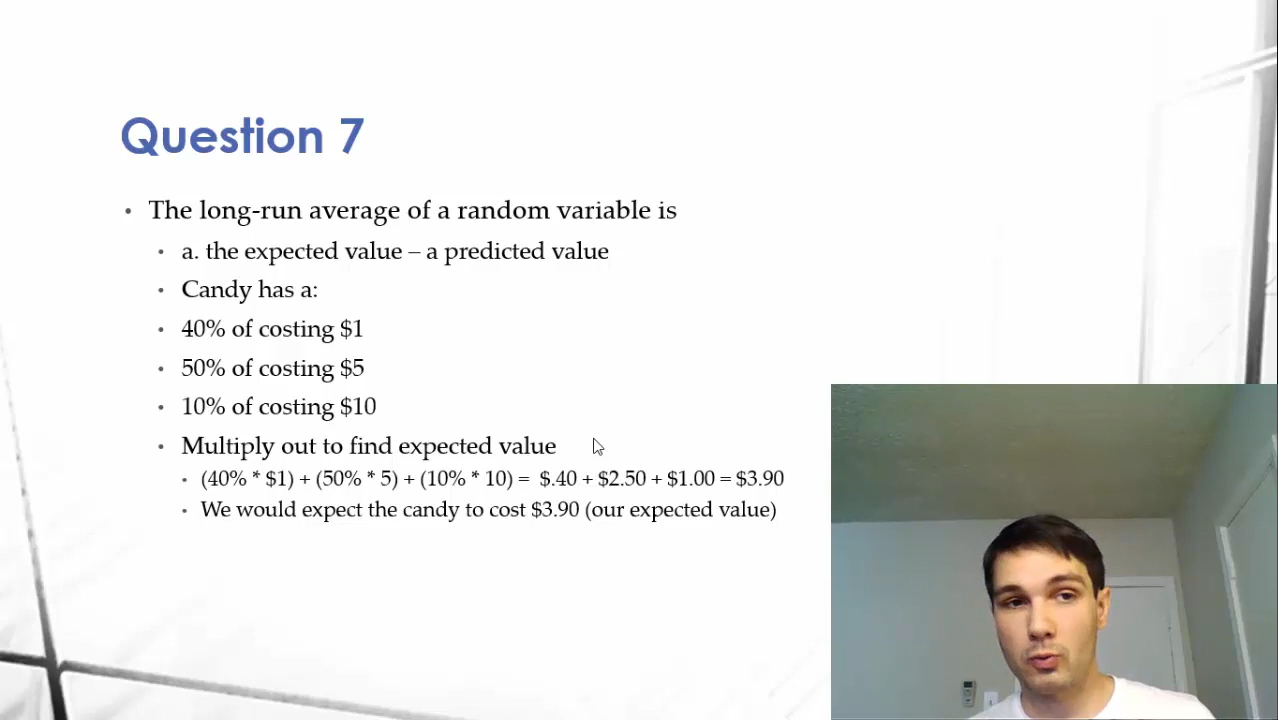 Question 7
The long-run average of a random variable is
a. the expected value – a predicted value
Candy has a:
40% of costing $1
50% of costing $5
10% of costing $10
Multiply out to find expected value
(40% * $1) + (50% * 5) + (10% * 10) = $.40 + $2.50 + $1.00 = $3.90
We would expect the candy to cost $3.90 (our expected value)